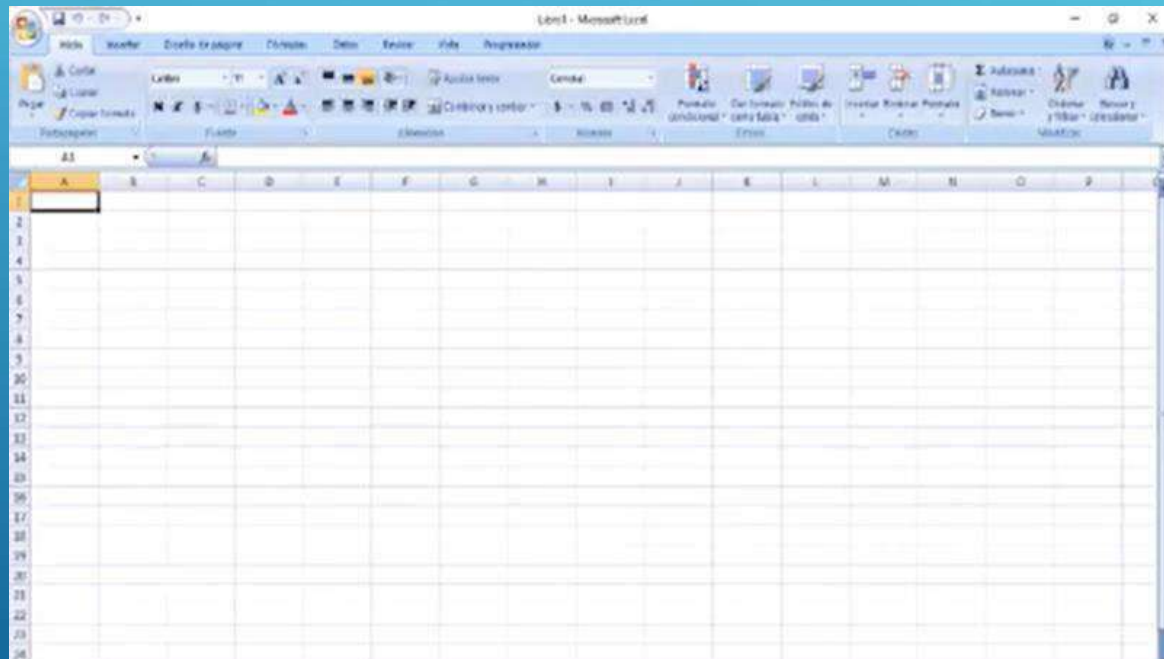 Libro1 - Microsoft Excel
Inicio Insertar Diseño de página Fórmulas Datos Revisar Vista Programador
Cortar
Copiar
Copiar formato
Pegar
Calibri 11
N K S
Ajustar texto
Combinar y centrar
General
$ %
Formato condicional
Dar formato como tabla
Estilos de celda
Insertar Eliminar Formato
Σ Autosuma
Rellenar
Borrar
Ordenar y filtrar
Buscar y seleccionar
Portapapeles Fuente Alineación Número Estilos Celdas Modificar
A1 fx
A B C D E F G H I J K L M N O P
1
2
3
4
5
6
7
8
9
10
11
12
13
14
15
16
17
18
19
20
21
22
23
24